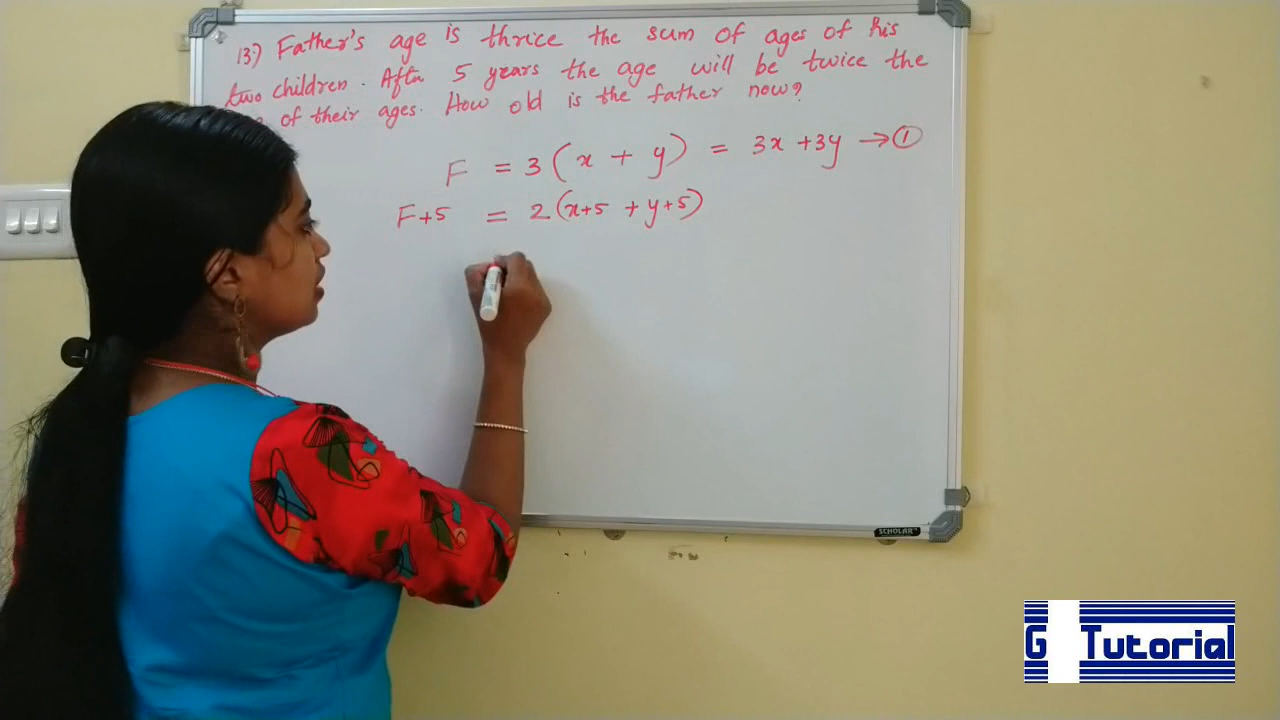 13:) Father's age is thrice the sum of ages of his
two children. After 5 years the age will be twice the
of their ages. How old is the father now?
F = 3(x + y) = 3x + 3y → ①
F+5 = 2(x+5 + y+5)
SCHOLAR
G Tutorial